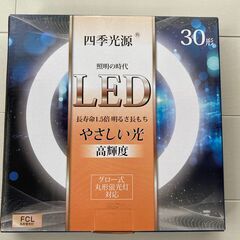 四季光源®
30形
照明の時代
LED
長寿命1.5倍明るさ長もち
やさしい光
高輝度
グロー式
丸形蛍光灯
対応
FCL